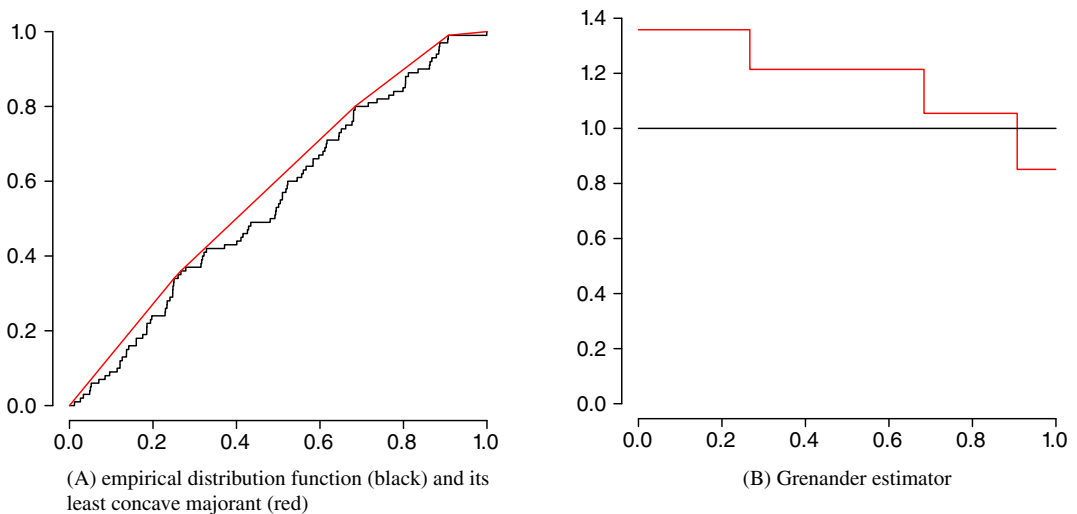 1.0
0.8
0.6
0.4
0.2
0.0
0.0 0.2 0.4 0.6 0.8 1.0
(A) empirical distribution function (black) and its
least concave majorant (red)
1.4
1.2
1.0
0.8
0.6
0.4
0.2
0.0
0.0 0.2 0.4 0.6 0.8 1.0
(B) Grenander estimator